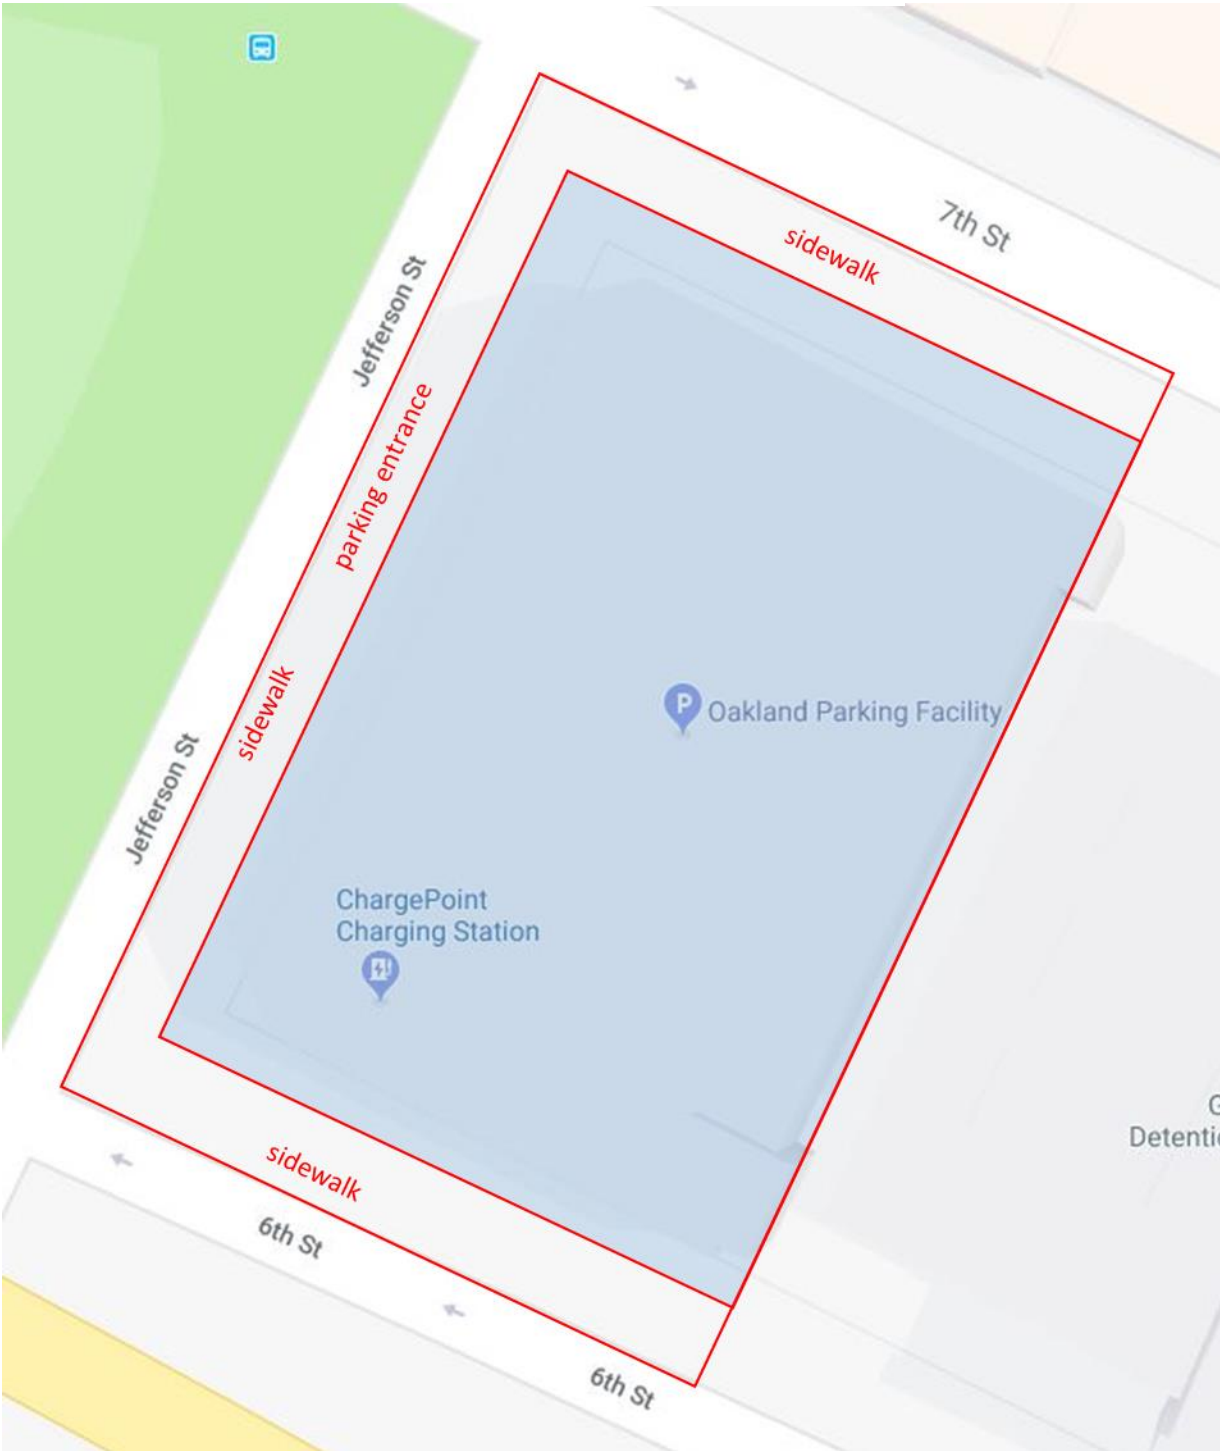 7th St
sidewalk
Jefferson St
parking entrance
P
Oakland Parking Facility
sidewalk
Jefferson St
ChargePoint
Charging Station
Detenti
sidewalk
6th St
6th St